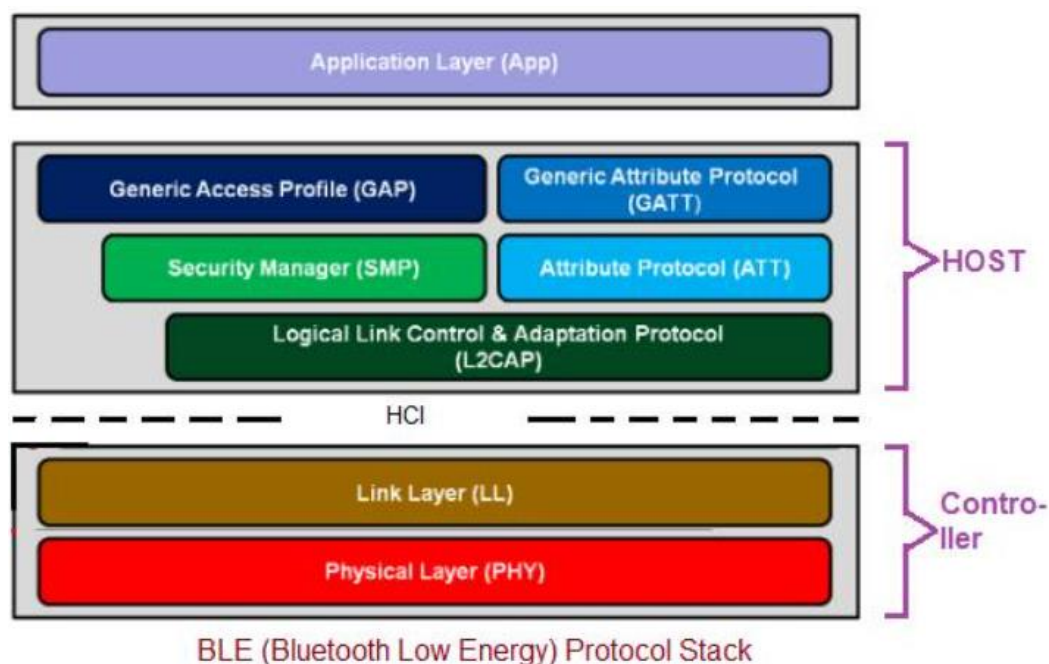 Application Layer (App)
Generic Access Profile (GAP)
Generic Attribute Protocol
(GATT)
Security Manager (SMP)
Attribute Protocol (ATT)
Logical Link Control & Adaptation Protocol
(L2CAP)
HOST
HCI
Link Layer (LL)
Physical Layer (PHY)
Contro-
ller
BLE (Bluetooth Low Energy) Protocol Stack